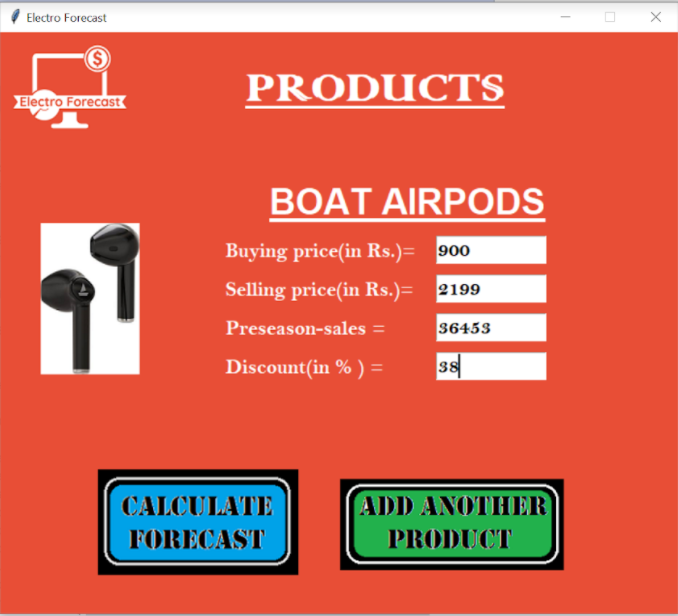 Electro Forecast
$
Electro Forecast
PRODUCTS
BOAT AIRPODS
Buying price(in Rs.)= 900
Selling price(in Rs.)= 2199
Preseason-sales = 36453
Discount(in % ) = 38
CALCULATE
FORECAST
ADD ANOTHER
PRODUCT